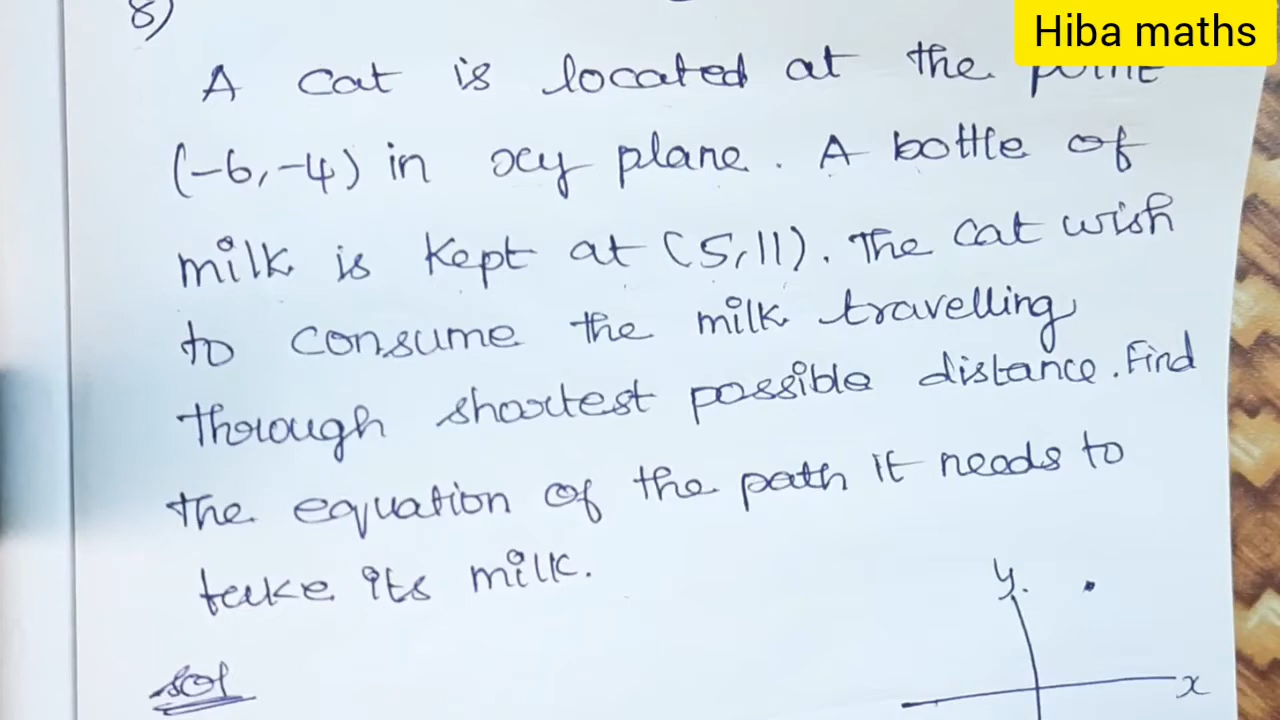 Hiba maths
8)
A cat is located at the point
(-6,-4) in xy plane. A bottle of
milk is kept at (5,11). The cat wish
to consume the milk travelling
through shortest possible distance. Find
the equation of the path it needs to
take its milk.
y.
sol
x